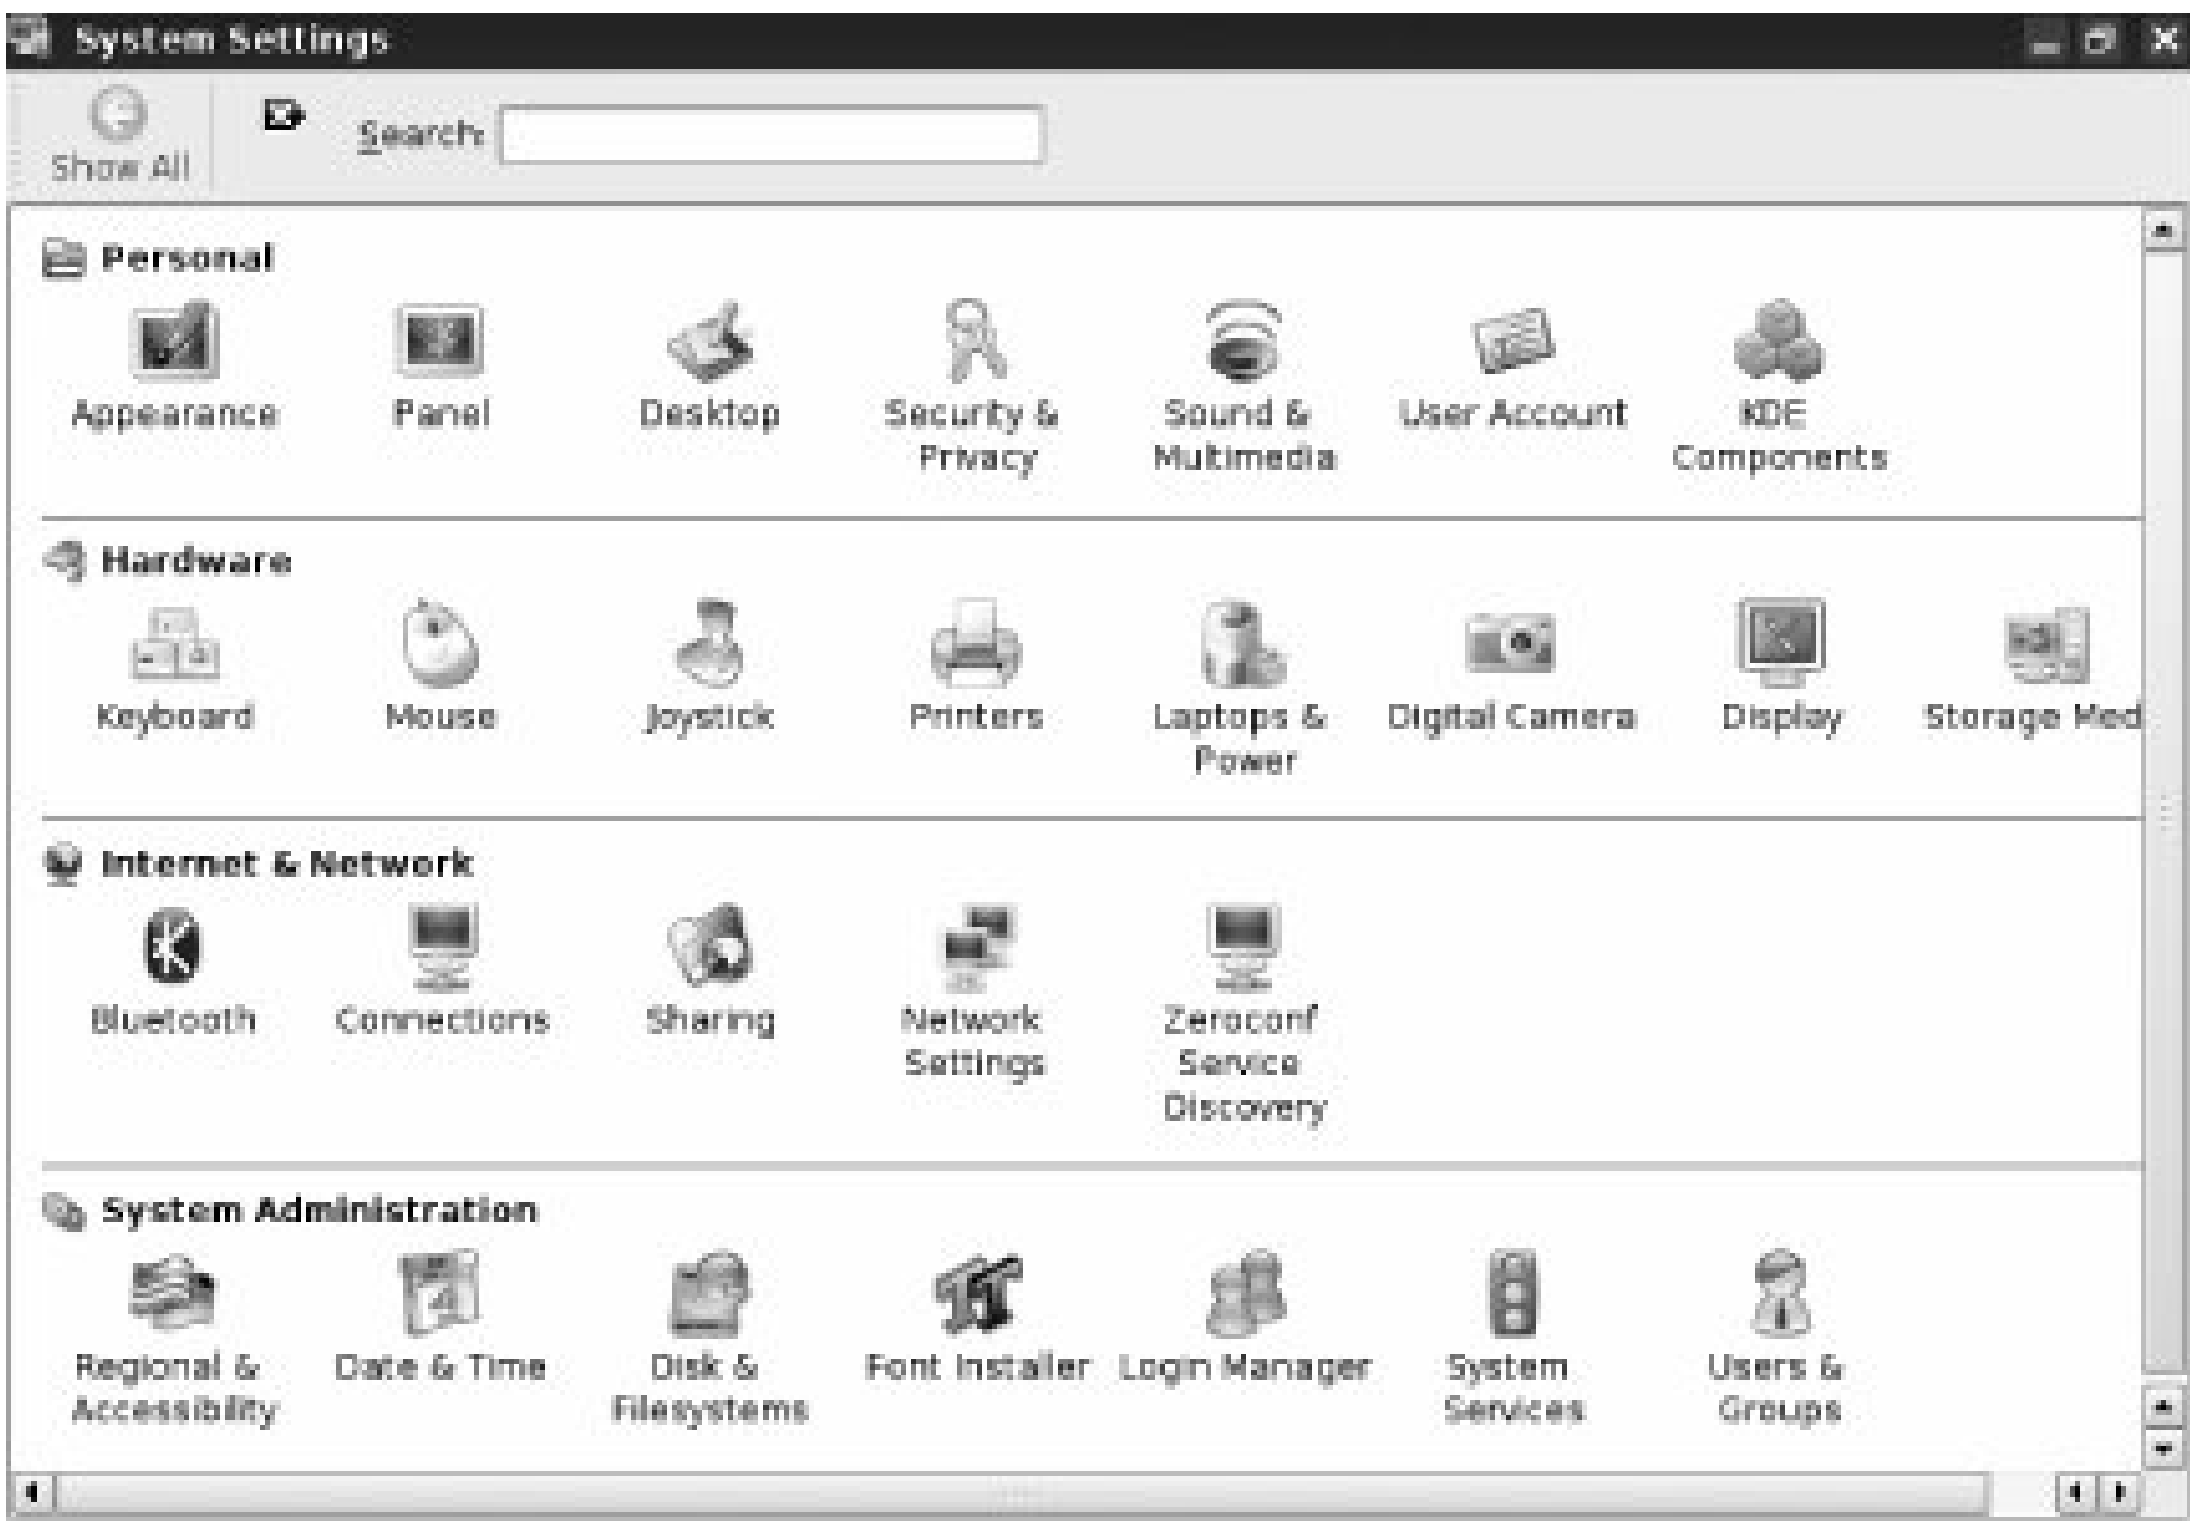 System Settings
Show All
Search:
Personal
Appearance Panel Desktop Security & Sound & User Account KDE
Privacy Multimedia Components
Hardware
Keyboard Mouse Joystick Printers Laptops & Digital Camera Display Storage Med
Power
Internet & Network
Bluetooth Connections Sharing Network Zeroconf
Settings Service
Discovery
System Administration
Regional & Date & Time Disk & Font Installer Login Manager System Users &
Accessibility Filesystems Services Groups